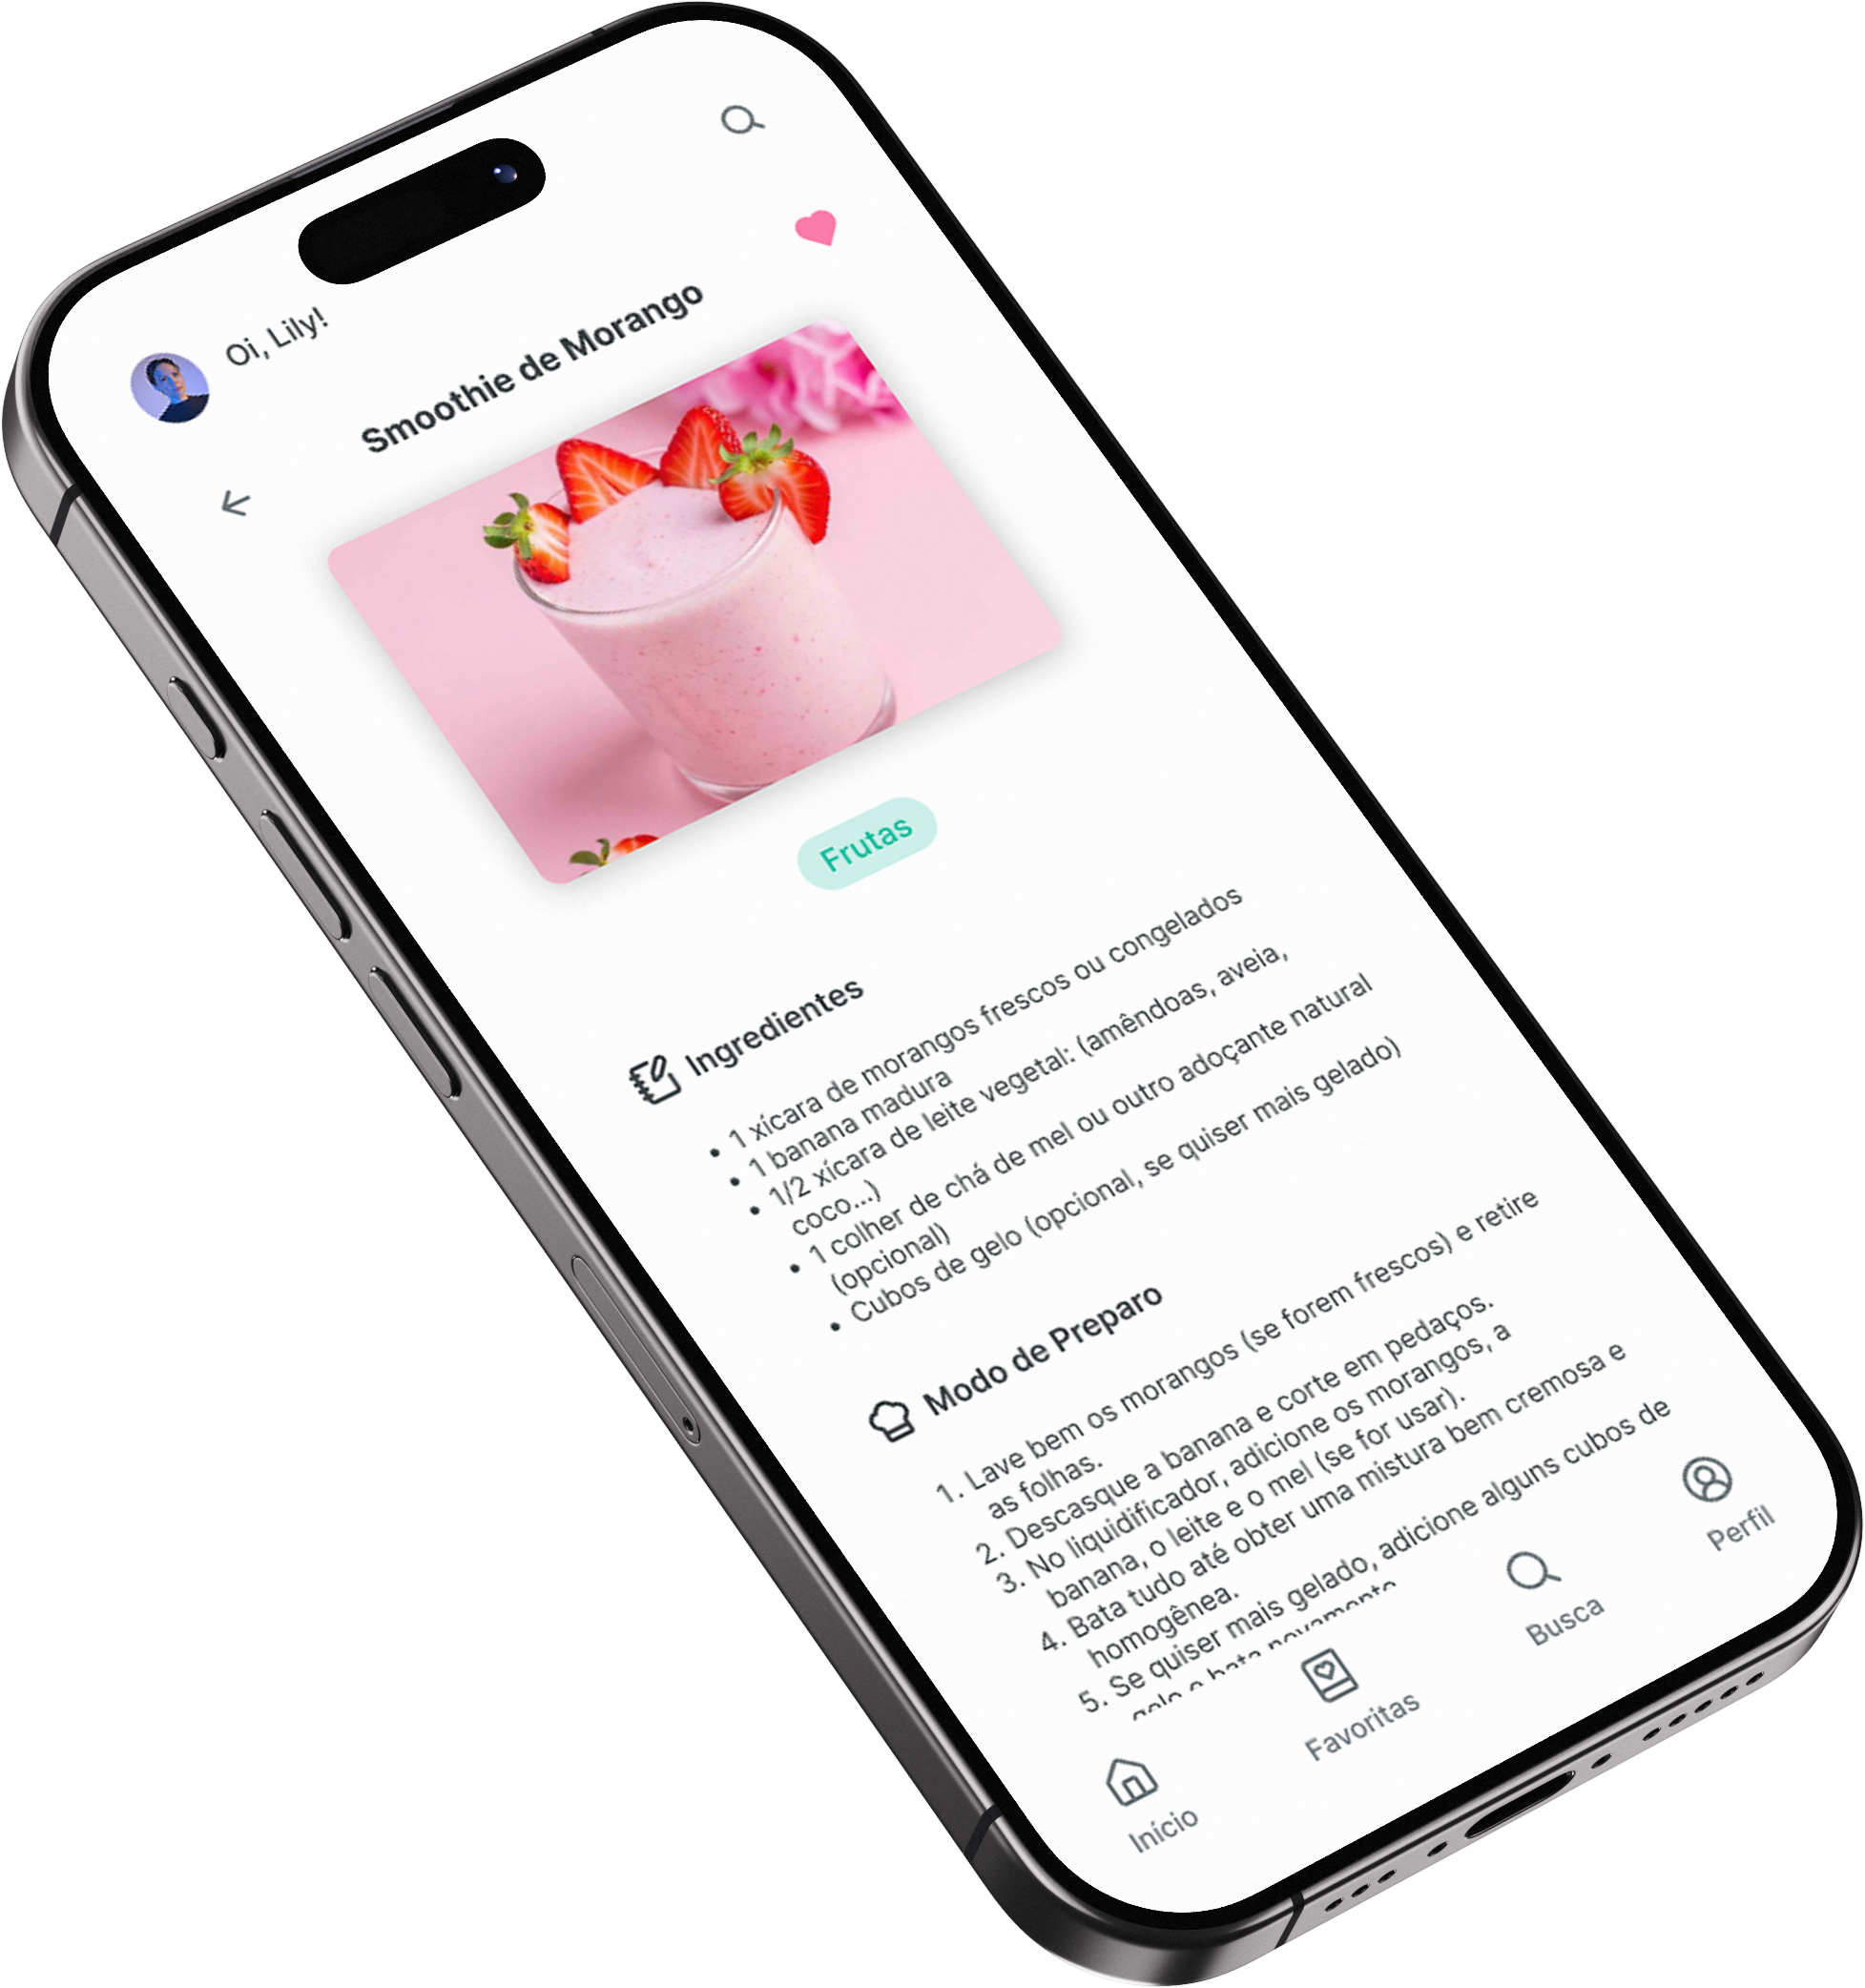 Oi, Lily!
Smoothie de Morango
Frutas
Ingredientes
• 1 xícara de morangos frescos ou congelados
• 1 banana madura
• 1/2 xícara de leite vegetal: (amêndoas, aveia,
coco...)
• 1 colher de chá de mel ou outro adoçante natural
(opcional)
• Cubos de gelo (opcional, se quiser mais gelado)
Modo de Preparo
1. Lave bem os morangos (se forem frescos) e retire
as folhas.
2. Descasque a banana e corte em pedaços.
3. No liquidificador, adicione os morangos, a
banana, o leite e o mel (se for usar).
4. Bata tudo até obter uma mistura bem cremosa e
homogênea.
5. Se quiser mais gelado, adicione alguns cubos de
gelo e bata novamente
Início
Favoritas
Busca
Perfil